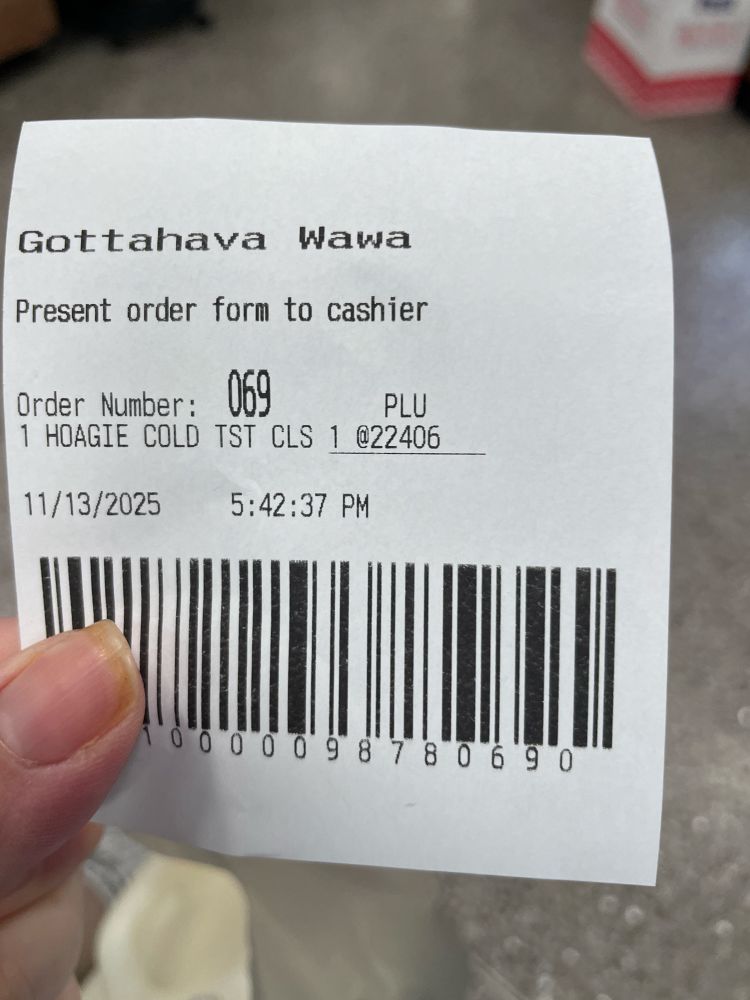 Gottahava Wawa
Present order form to cashier
Order Number: 069 PLU
1 HOAGIE COLD TST CLS 1 @22406
11/13/2025 5:42:37 PM
10000098780690